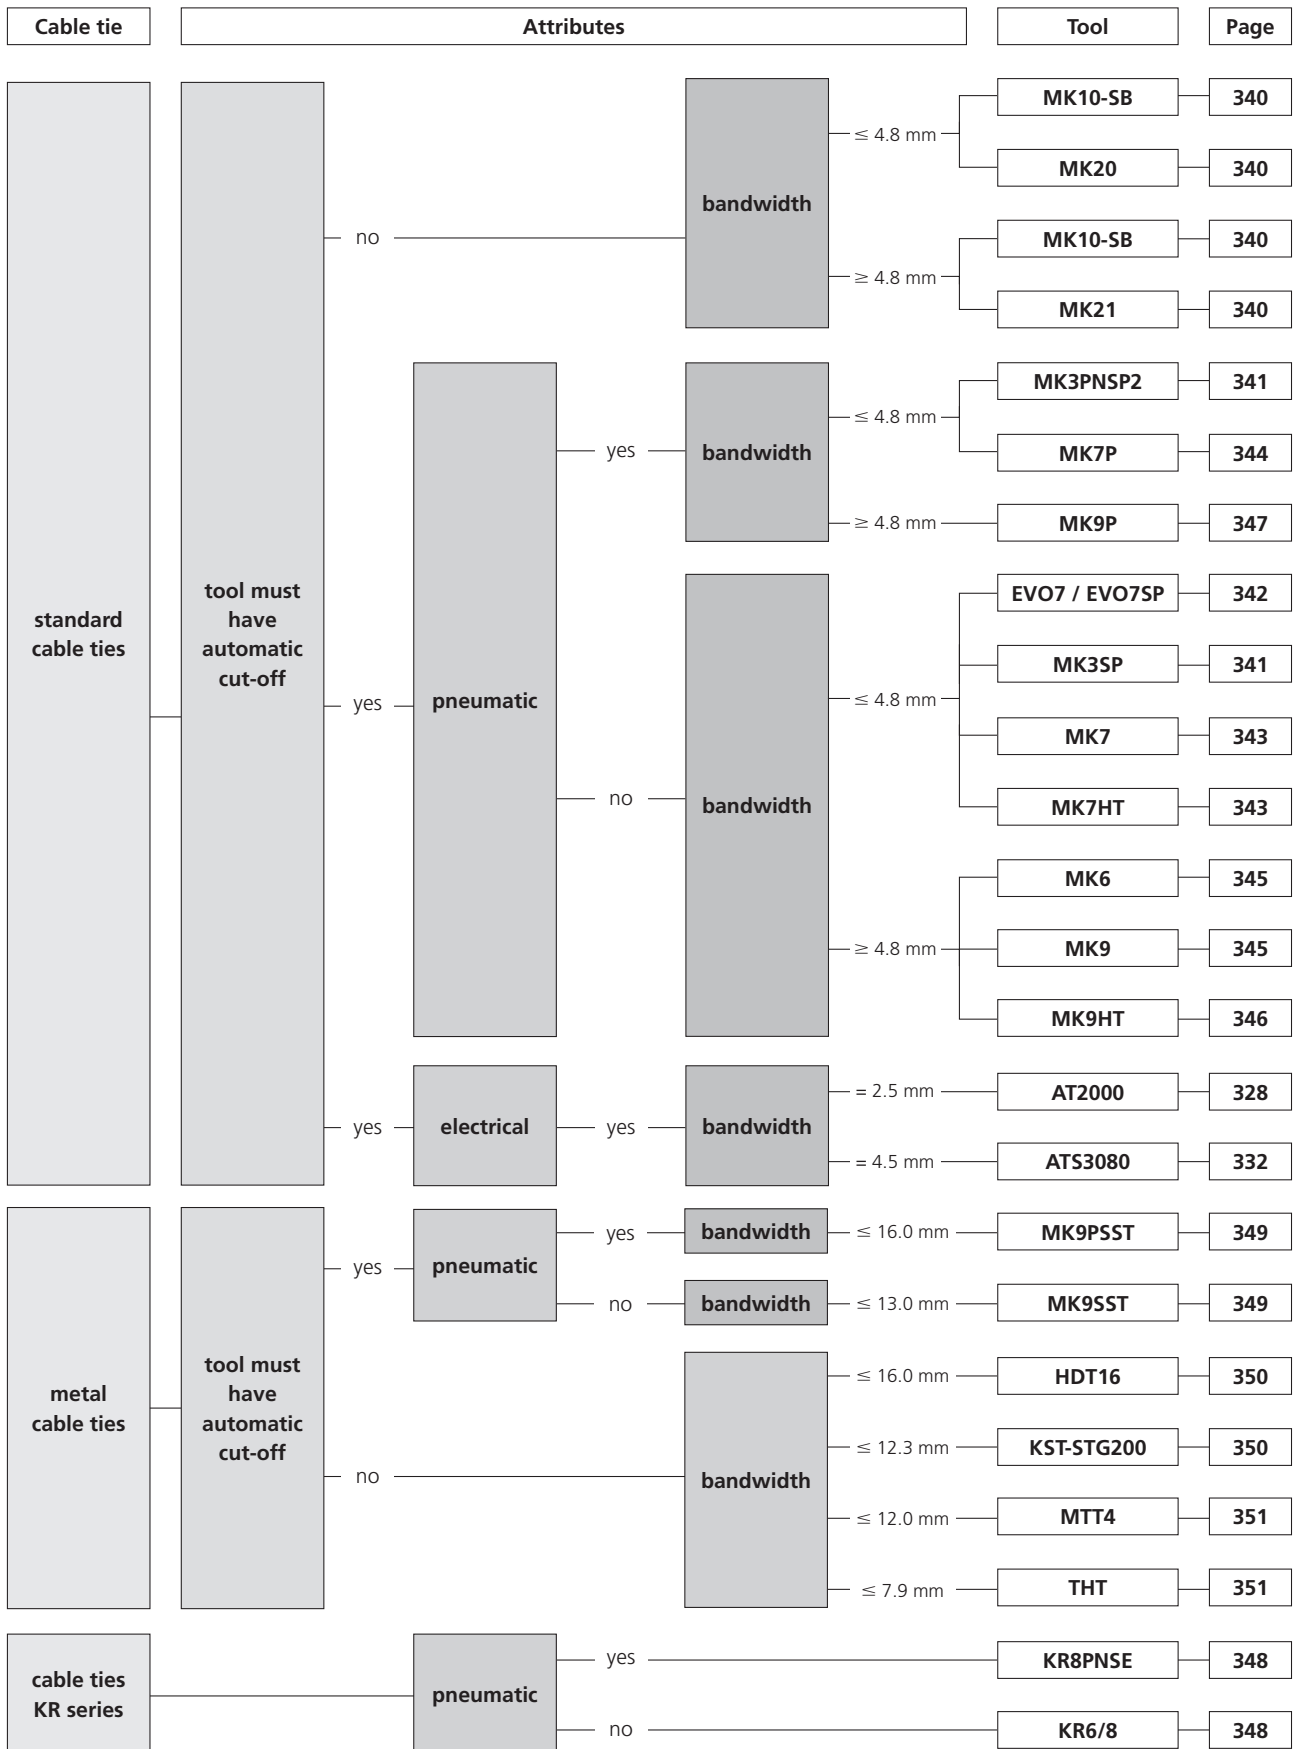 Cable tie
Attributes
Tool
Page
standard
cable ties
tool must
have
automatic
cut-off
no
bandwidth
≤ 4.8 mm
MK10-SB
340
MK20
340
≥ 4.8 mm
MK10-SB
340
MK21
340
yes
pneumatic
yes
bandwidth
≤ 4.8 mm
MK3PNSP2
341
MK7P
344
≥ 4.8 mm
MK9P
347
no
bandwidth
≤ 4.8 mm
EVO7 / EVO7SP
342
MK3SP
341
MK7
343
MK7HT
343
≥ 4.8 mm
MK6
345
MK9
345
MK9HT
346
yes
electrical
yes
bandwidth
= 2.5 mm
AT2000
328
= 4.5 mm
ATS3080
332
metal
cable ties
tool must
have
automatic
cut-off
yes
pneumatic
yes
bandwidth
≤ 16.0 mm
MK9PSST
349
no
bandwidth
≤ 13.0 mm
MK9SST
349
no
bandwidth
≤ 16.0 mm
HDT16
350
≤ 12.3 mm
KST-STG200
350
≤ 12.0 mm
MTT4
351
≤ 7.9 mm
THT
351
cable ties
KR series
pneumatic
yes
KR8PNSE
348
no
KR6/8
348